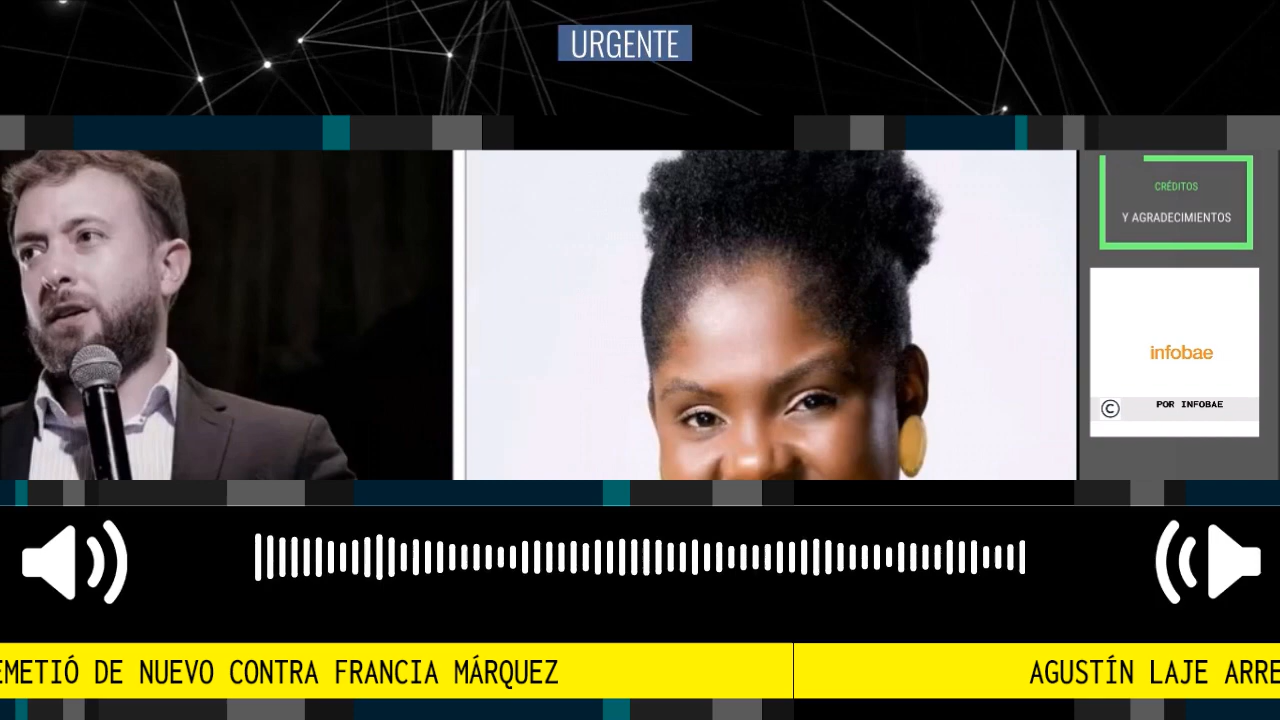 URGENTE
CRÉDITOS
Y AGRADECIMIENTOS
infobae
© POR INFOBAE
EMETIÓ DE NUEVO CONTRA FRANCIA MÁRQUEZ
AGUSTÍN LAJE ARRE